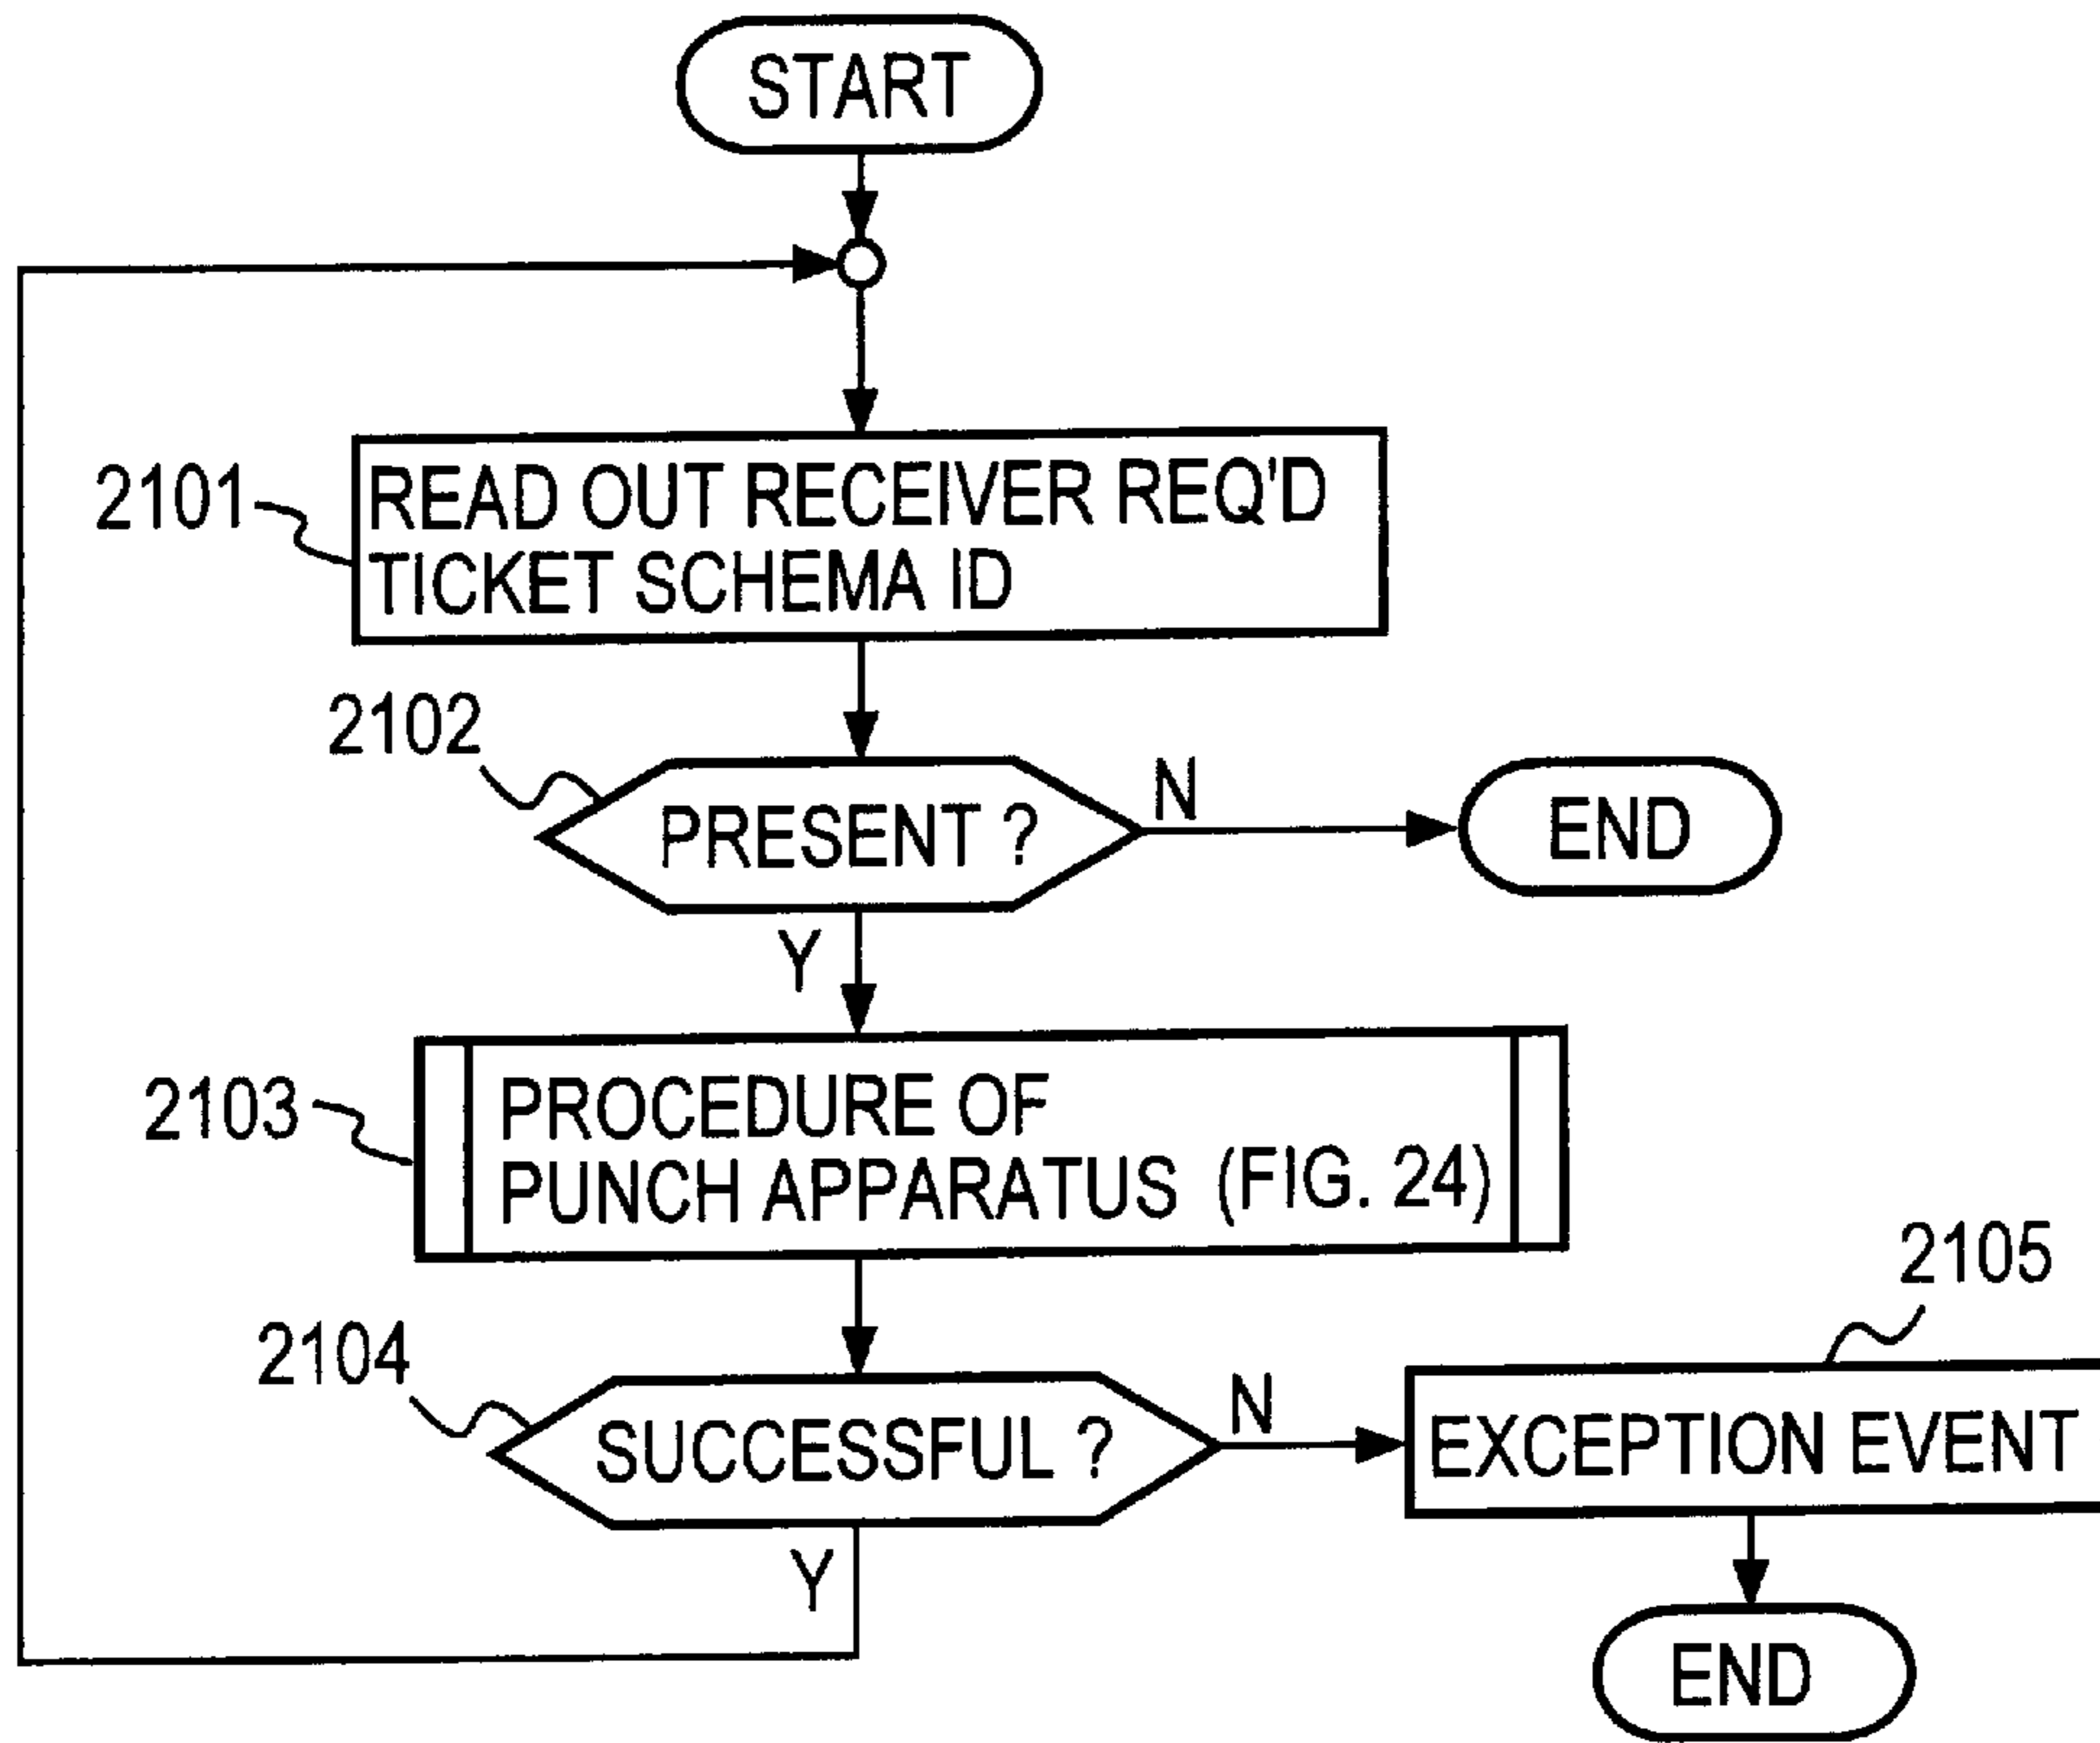 START
2101
READ OUT RECEIVER REQ'D
TICKET SCHEMA ID
2102
PRESENT ?
N
END
Y
2103
PROCEDURE OF
PUNCH APPARATUS (FIG. 24)
2105
2104
SUCCESSFUL ?
N
EXCEPTION EVENT
Y
END